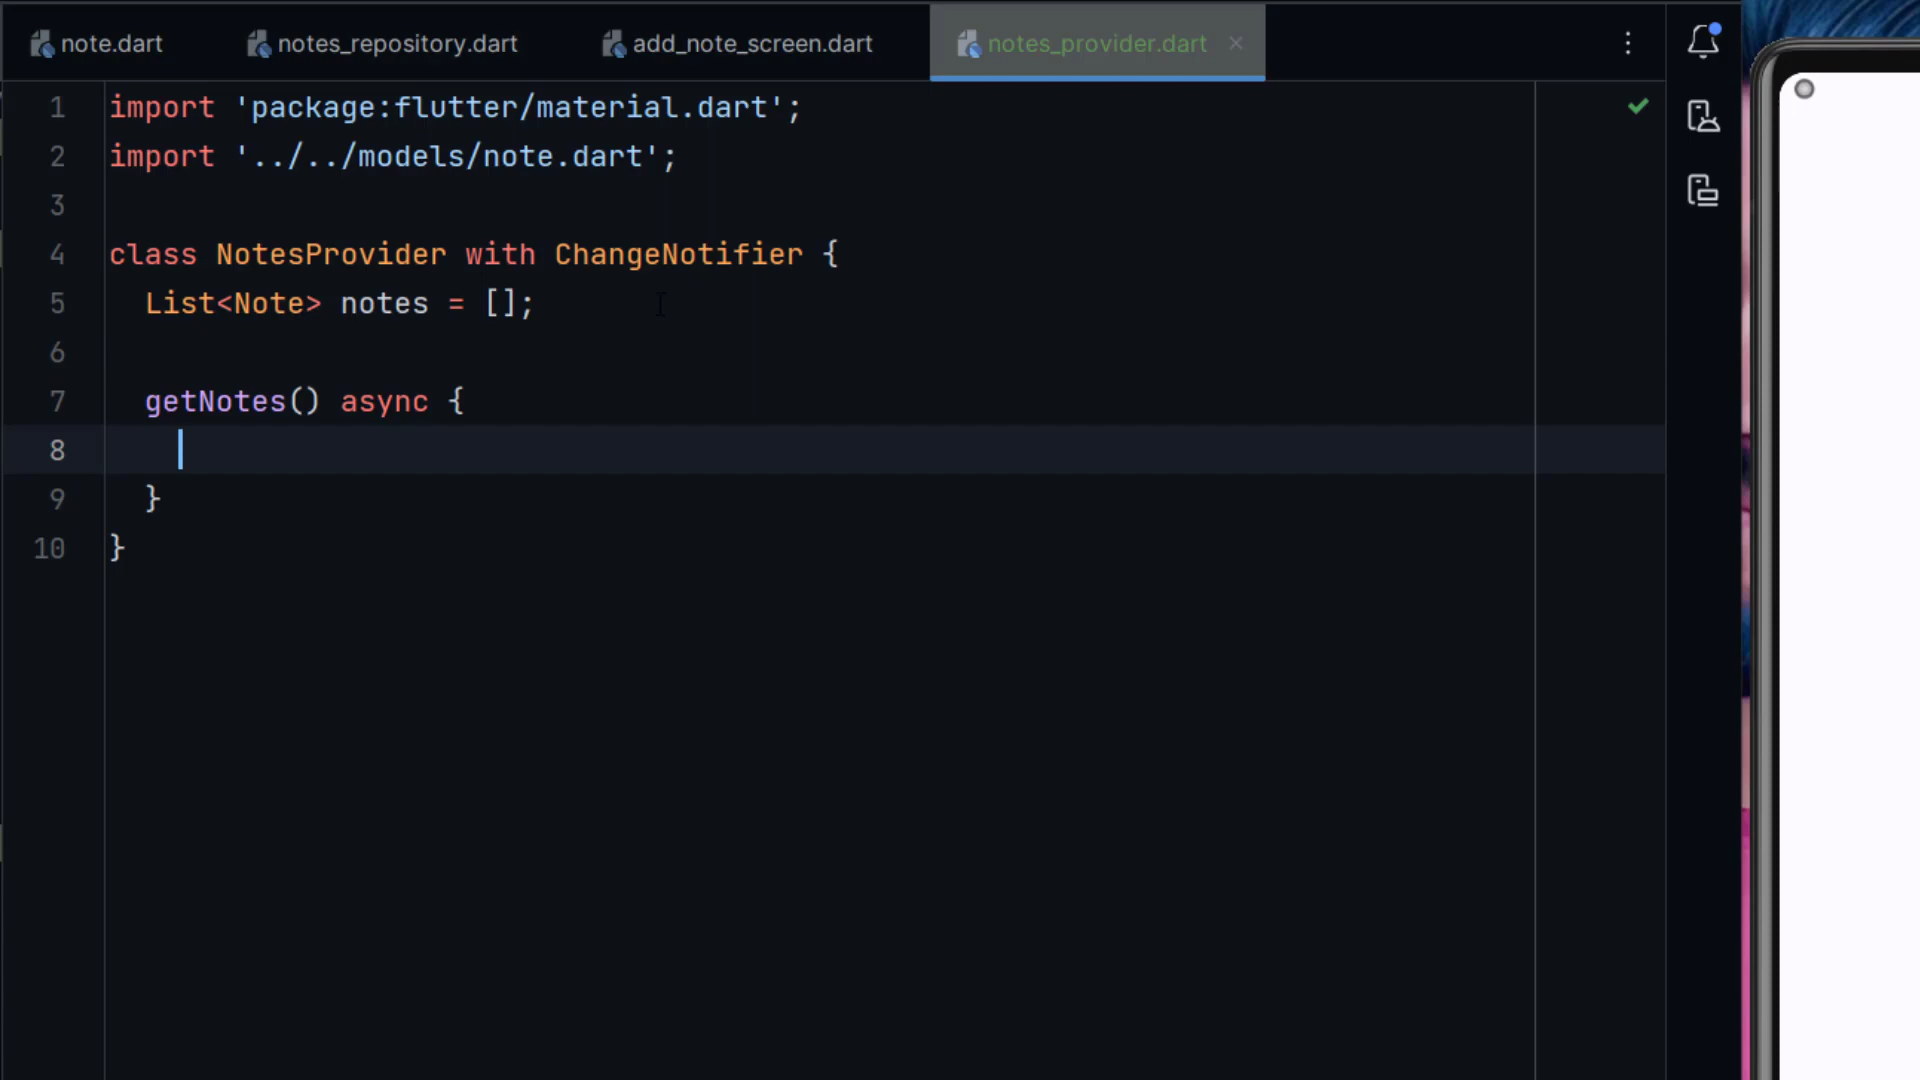 note.dart notes_repository.dart add_note_screen.dart notes_provider.dart
1 import 'package:flutter/material.dart';
2 import '../../models/note.dart';
3
4 class NotesProvider with ChangeNotifier {
5 List<Note> notes = [];
6
7 getNotes() async {
8
9 }
10 }